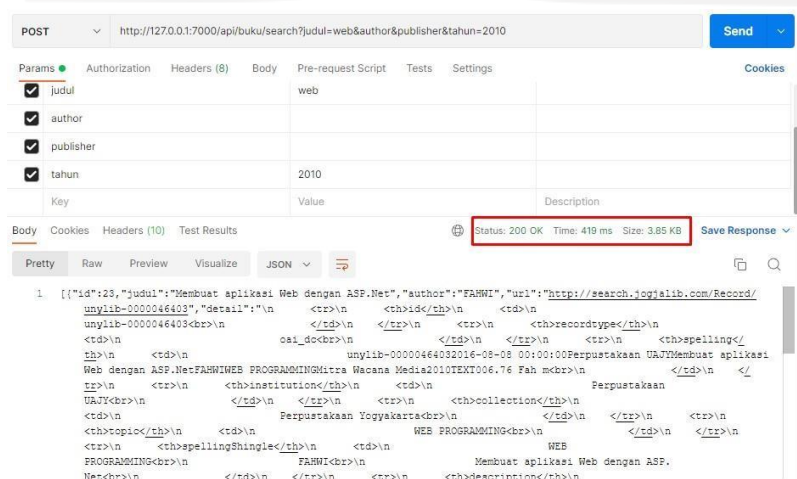 POST http://127.0.0.1:7000/api/buku/search?judul=web&author&publisher&tahun=2010 Send
Params Authorization Headers (8) Body Pre-request Script Tests Settings Cookies
judul web
author
publisher
tahun 2010
Key Value Description
Body Cookies Headers (10) Test Results Status: 200 OK Time: 419 ms Size: 3.85 KB Save Response
Pretty Raw Preview Visualize JSON
1 [{"id":23,"judul":"Membuat aplikasi Web dengan ASP.Net","author":"FAHWI","url":"http://search.jogjalib.com/Record/
unylib-0000046403","detail":"\n <tr>\n <th>id</th>\n <td>\n
unylib-0000046403<br>\n </td>\n </tr>\n <tr>\n <th>recordtype</th>\n
<td>\n oai_dc<br>\n </td>\n </tr>\n <tr>\n <th>spelling</
th>\n <td>\n unylib-00000464032016-08-08 00:00:00Perpustakaan UAJYMembuat aplikasi
Web dengan ASP.NetFAHWIWEB PROGRAMMINGMitra Wacana Media2010TEXT006.76 Fah m<br>\n </td>\n </
tr>\n <tr>\n <th>institution</th>\n <td>\n Perpustakaan
UAJY<br>\n </td>\n </tr>\n <tr>\n <th>collection</th>\n
<td>\n Perpustakaan Yogyakarta<br>\n </td>\n </tr>\n <tr>\n
<th>topic</th>\n <td>\n WEB PROGRAMMING<br>\n </td>\n </tr>\n
<tr>\n <th>spellingShingle</th>\n <td>\n WEB
PROGRAMMING<br>\n FAHWI<br>\n Membuat aplikasi Web dengan ASP.
Net<br>\n </td>\n </tr>\n <tr>\n <th>description</th>\n